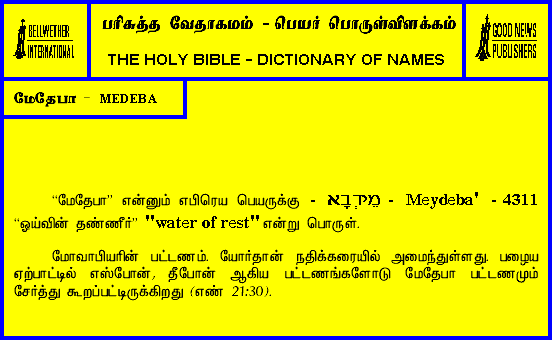 BELLWETHER
INTERNATIONAL
பரிசுத்த வேதாகமம் - பெயர் பொருள்விளக்கம்
THE HOLY BIBLE - DICTIONARY OF NAMES
GOOD NEWS
PUBLISHERS
மேதேபா - MEDEBA
“மேதேபா” என்னும் எபிரெய பெயருக்கு - מֵידְבָא - Meydeba' - 4311
“ஓய்வின் தண்ணீர்” "water of rest" என்று பொருள்.
மோவாபியரின் பட்டணம். யோர்தான் நதிக்கரையில் அமைந்துள்ளது. பழைய
ஏற்பாட்டில் எஸ்போன், தீபோன் ஆகிய பட்டணங்களோடு மேதேபா பட்டணமும்
சேர்த்து கூறப்பட்டிருக்கிறது (எண் 21:30).